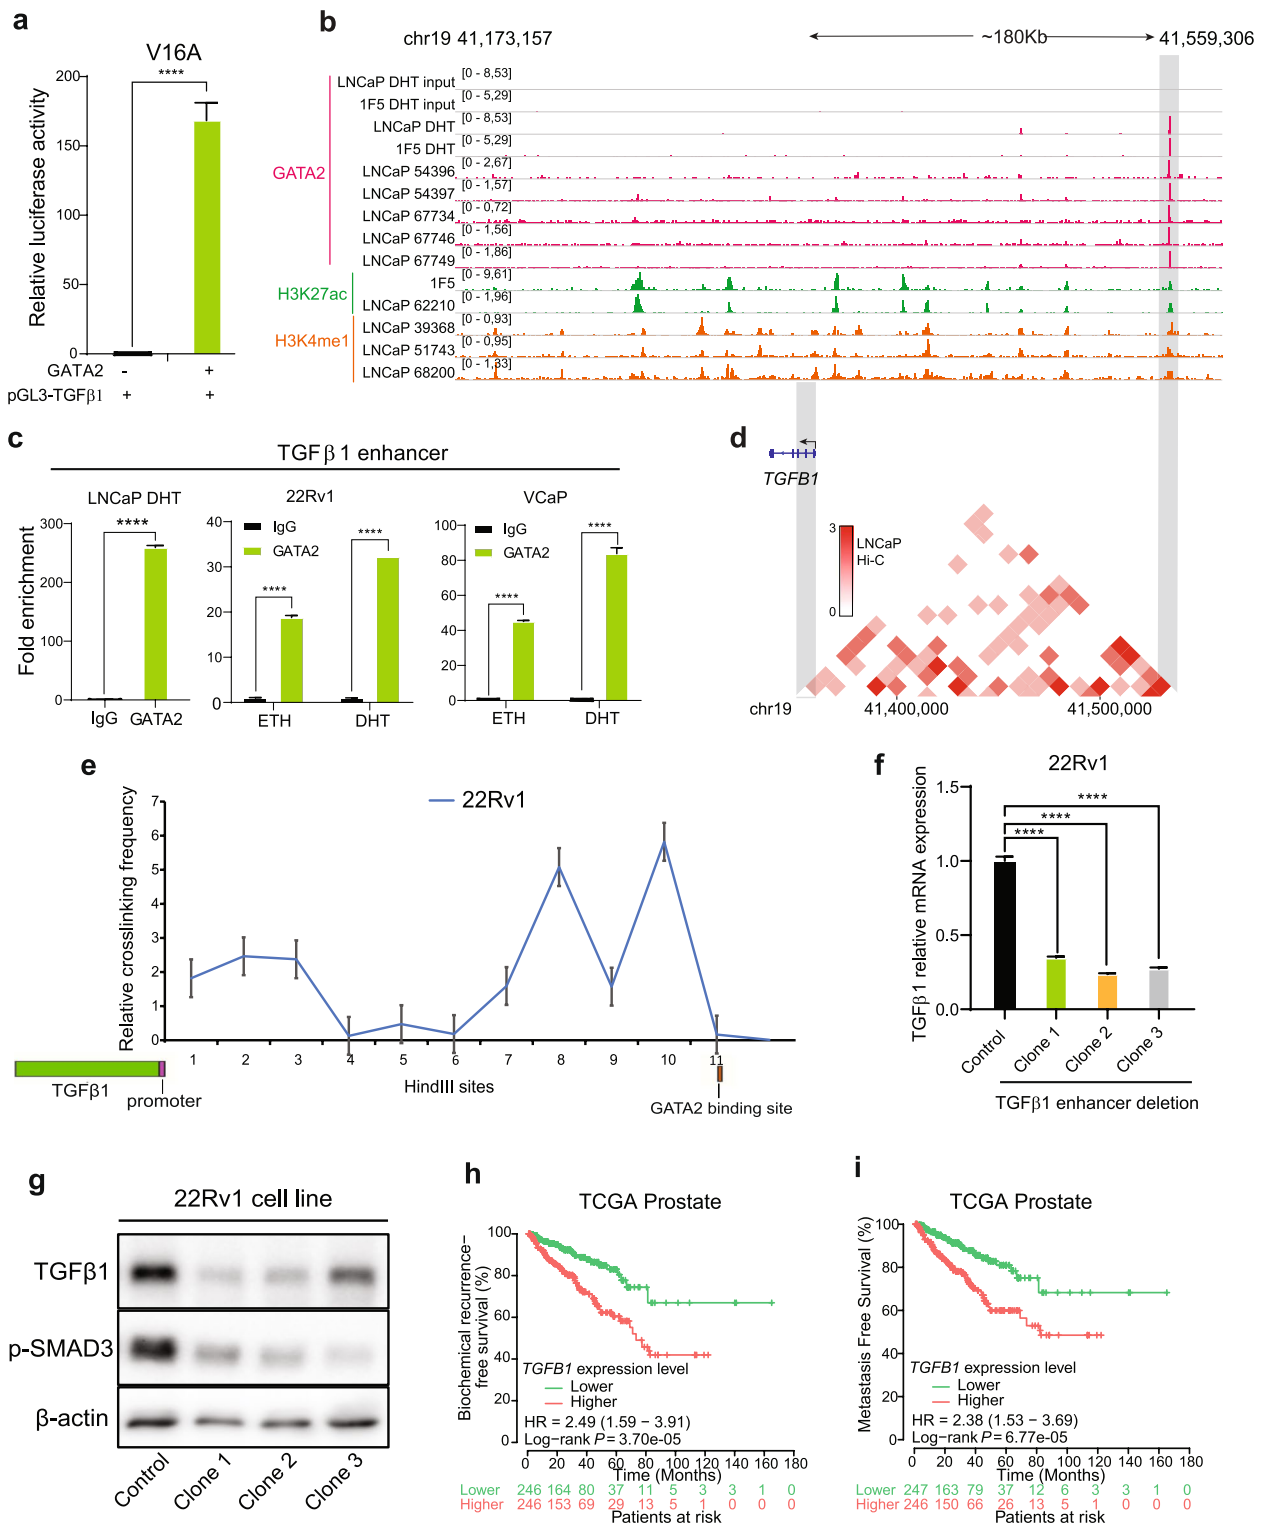 a
V16A
****
Relative luciferase activity
200
150
100
50
0
GATA2 - +
pGL3-TGFβ1 + +
b
chr19 41,173,157 ~180Kb 41,559,306
GATA2
LNCaP DHT input [0 - 8,53]
1F5 DHT input [0 - 5,29]
LNCaP DHT [0 - 8,53]
1F5 DHT [0 - 5,29]
LNCaP 54396 [0 - 2,67]
LNCaP 54397 [0 - 1,57]
LNCaP 67734 [0 - 0,72]
LNCaP 67746 [0 - 1,56]
LNCaP 67749 [0 - 1,86]
H3K27ac
1F5 [0 - 9,61]
LNCaP 62210 [0 - 1,96]
H3K4me1
LNCaP 39368 [0 - 0,93]
LNCaP 51743 [0 - 0,95]
LNCaP 68200 [0 - 1,33]
c
TGFβ1 enhancer
Fold enrichment
LNCaP DHT
****
300
200
100
0
IgG GATA2
22Rv1
IgG
GATA2
****
****
40
30
20
10
0
ETH DHT
VCaP
IgG
GATA2
****
****
100
80
60
40
20
0
ETH DHT
d
TGFB1
3
LNCaP
Hi-C
0
chr19 41,400,000 41,500,000
e
22Rv1
Relative crosslinking frequency
7
6
5
4
3
2
1
0
1 2 3 4 5 6 7 8 9 10 11
HindIII sites
TGFβ1
promoter
GATA2 binding site
f
22Rv1
TGFβ1 relative mRNA expression
****
****
****
1.5
1.0
0.5
0.0
Control Clone 1 Clone 2 Clone 3
TGFβ1 enhancer deletion
g
22Rv1 cell line
TGFβ1
p-SMAD3
β-actin
Control Clone 1 Clone 2 Clone 3
h
TCGA Prostate
Biochemical recurrence-
free survival (%)
100
80
60
40
20
0
TGFB1 expression level
Lower
Higher
HR = 2.49 (1.59 − 3.91)
Log−rank P = 3.70e-05
0 20 40 60 80 100 120 140 160 180
Time (Months)
Lower 246 164 80 37 11 5 3 3 1 0
Higher 246 153 69 29 13 5 1 0 0 0
Patients at risk
i
TCGA Prostate
Metastasis Free Survival (%)
100
80
60
40
20
0
TGFB1 expression level
Lower
Higher
HR = 2.38 (1.53 − 3.69)
Log−rank P = 6.77e-05
0 20 40 60 80 100 120 140 160 180
Time (Months)
Lower 247 163 79 37 12 6 3 3 1 0
Higher 246 150 66 26 13 5 1 0 0 0
Patients at risk